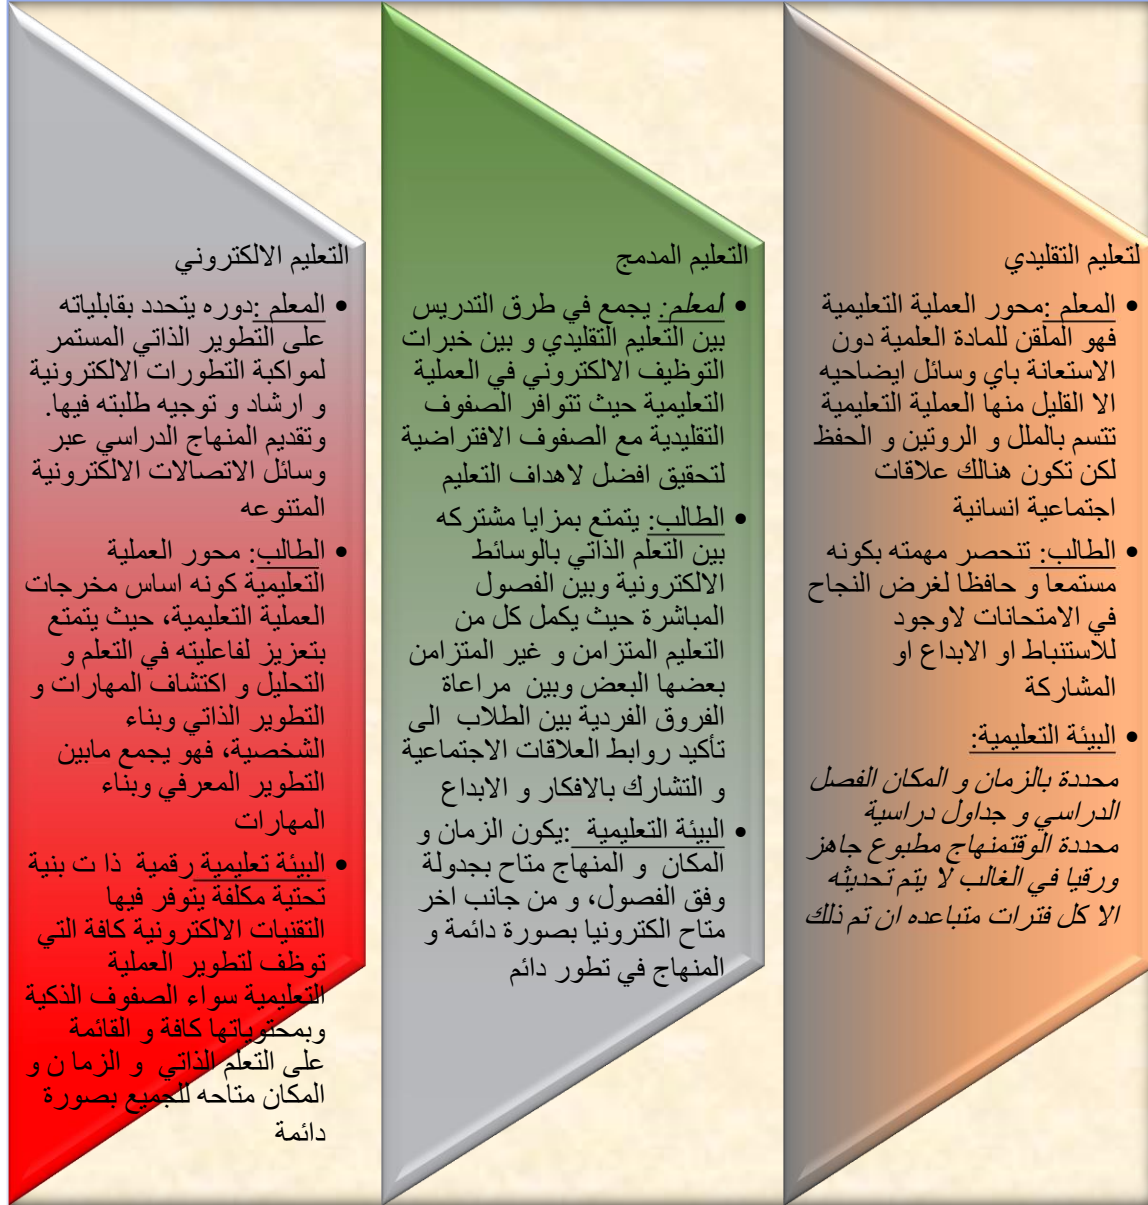 لتعليم التقليدي
• المعلم :محور العملية التعليمية
فهو الملقن للمادة العلمية دون
الاستعانة باي وسائل ايضاحيه
الا القليل منها العملية التعليمية
تتسم بالملل و الروتين و الحفظ
لكن تكون هنالك علاقات
اجتماعية انسانية
• الطالب: تنحصر مهمته بكونه
مستمعا و حافظا لغرض النجاح
في الامتحانات لاوجود
للاستنباط او الابداع او
المشاركة
• البيئة التعليمية:
محددة بالزمان و المكان الفصل
الدراسي و جداول دراسية
محددة الوقتمنهاج مطبوع جاهز
ورقيا في الغالب لا يتم تحديثه
الا كل فترات متباعده ان تم ذلك
التعليم المدمج
• لمعلم: يجمع في طرق التدريس
بين التعليم التقليدي و بين خبرات
التوظيف الالكتروني في العملية
التعليمية حيث تتوافر الصفوف
التقليدية مع الصفوف الافتراضية
لتحقيق افضل لاهداف التعليم
• الطالب: يتمتع بمزايا مشتركه
بين التعلم الذاتي بالوسائط
الالكترونية وبين الفصول
المباشرة حيث يكمل كل من
التعليم المتزامن و غير المتزامن
بعضها البعض وبين مراعاة
الفروق الفردية بين الطلاب الى
تأكيد روابط العلاقات الاجتماعية
و التشارك بالافكار و الابداع
• البيئة التعليمية :يكون الزمان و
المكان و المنهاج متاح بجدولة
وفق الفصول، و من جانب اخر
متاح الكترونيا بصورة دائمة و
المنهاج في تطور دائم
التعليم الالكتروني
• المعلم :دوره يتحدد بقابلياته
على التطوير الذاتي المستمر
لمواكبة التطورات الالكترونية
و ارشاد و توجيه طلبته فيها.
وتقديم المنهاج الدراسي عبر
وسائل الاتصالات الالكترونية
المتنوعه
• الطالب: محور العملية
التعليمية كونه اساس مخرجات
العملية التعليمية، حيث يتمتع
بتعزيز لفاعليته في التعلم و
التحليل و اكتشاف المهارات و
التطوير الذاتي وبناء
الشخصية، فهو يجمع مابين
التطوير المعرفي وبناء
المهارات
• البيئة تعليمية رقمية ذا ت بنية
تحتية مكلفة يتوفر فيها
التقنيات الالكترونية كافة التي
توظف لتطوير العملية
التعليمية سواء الصفوف الذكية
وبمحتوياتها كافة و القائمة
على التعلم الذاتي و الزما ن و
المكان متاحه للجميع بصورة
دائمة